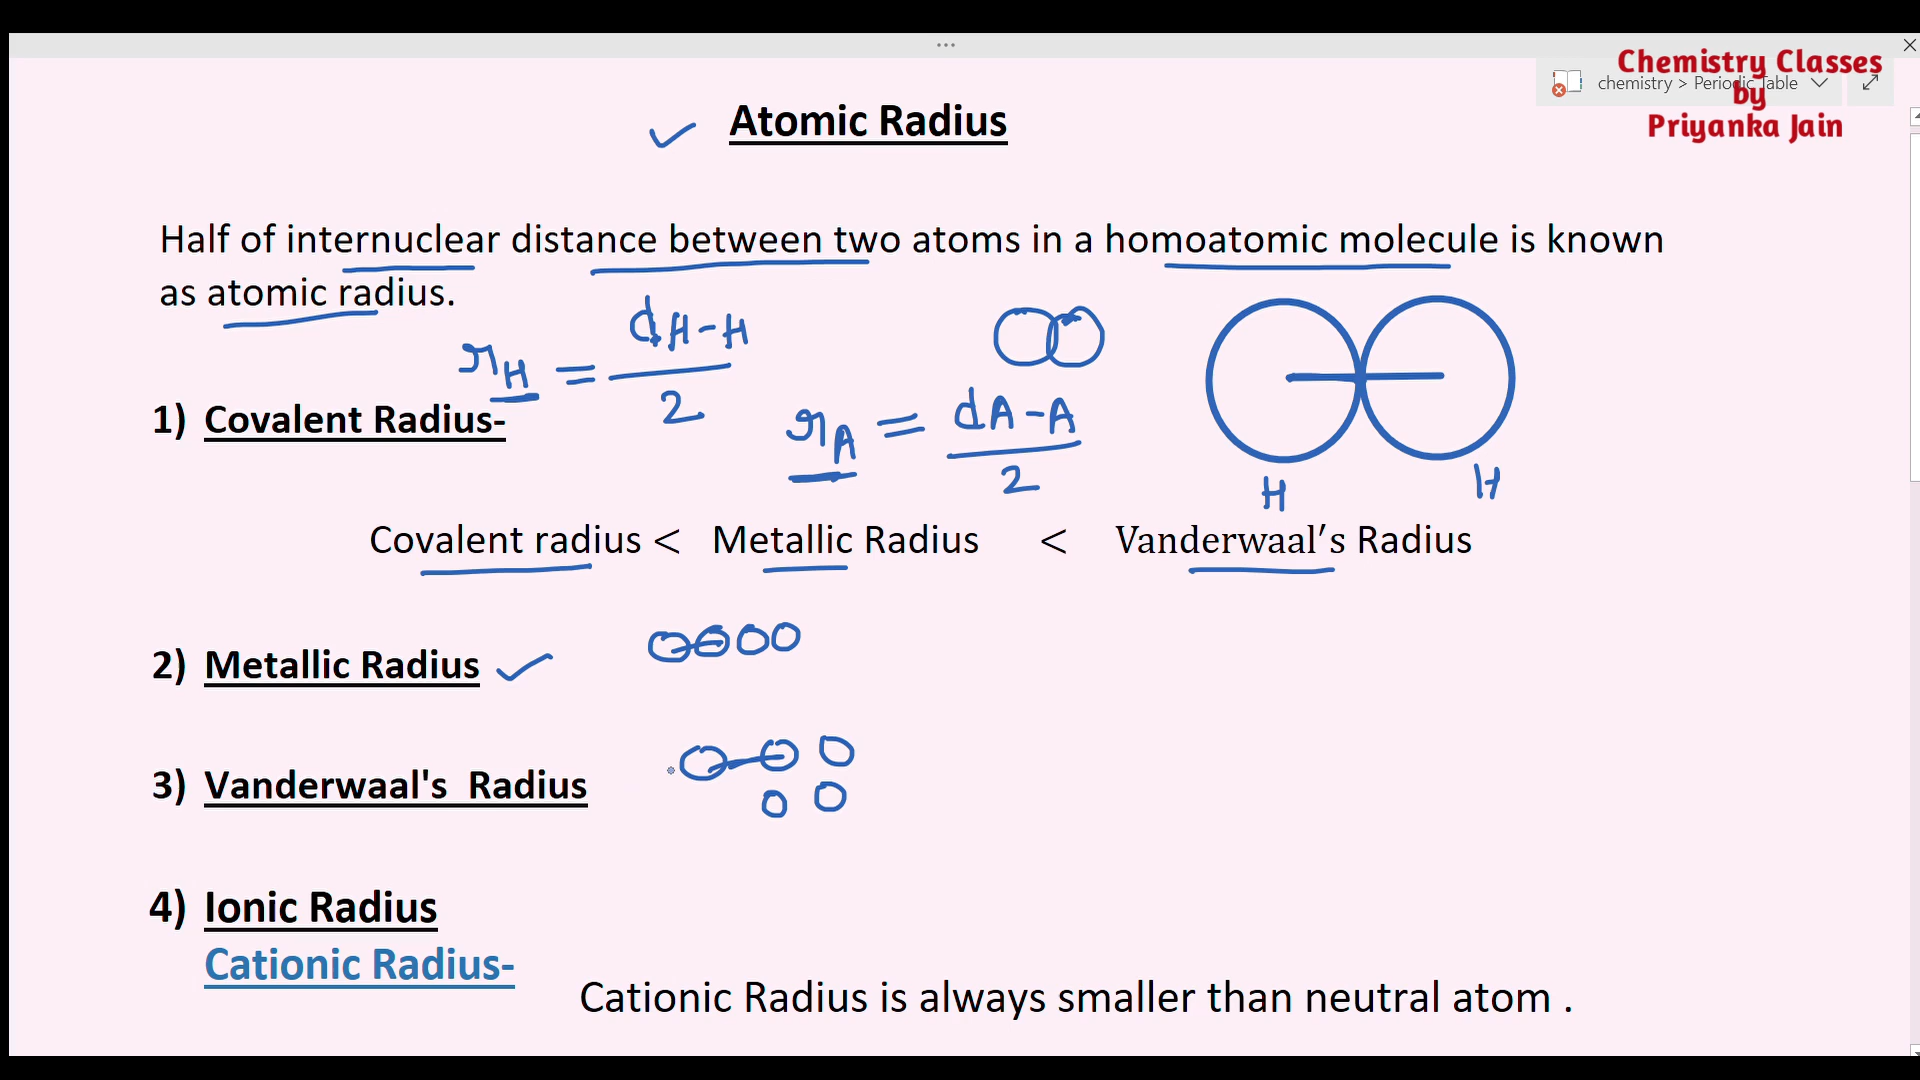 ...
Chemistry Classes
by
Priyanka Jain
chemistry > Periodic Table
Atomic Radius
Half of internuclear distance between two atoms in a homoatomic molecule is known
as atomic radius.
rH = dH-H / 2
1) Covalent Radius-
rA = dA-A / 2
H H
Covalent radius < Metallic Radius < Vanderwaal's Radius
2) Metallic Radius
3) Vanderwaal's Radius
4) Ionic Radius
Cationic Radius-
Cationic Radius is always smaller than neutral atom .